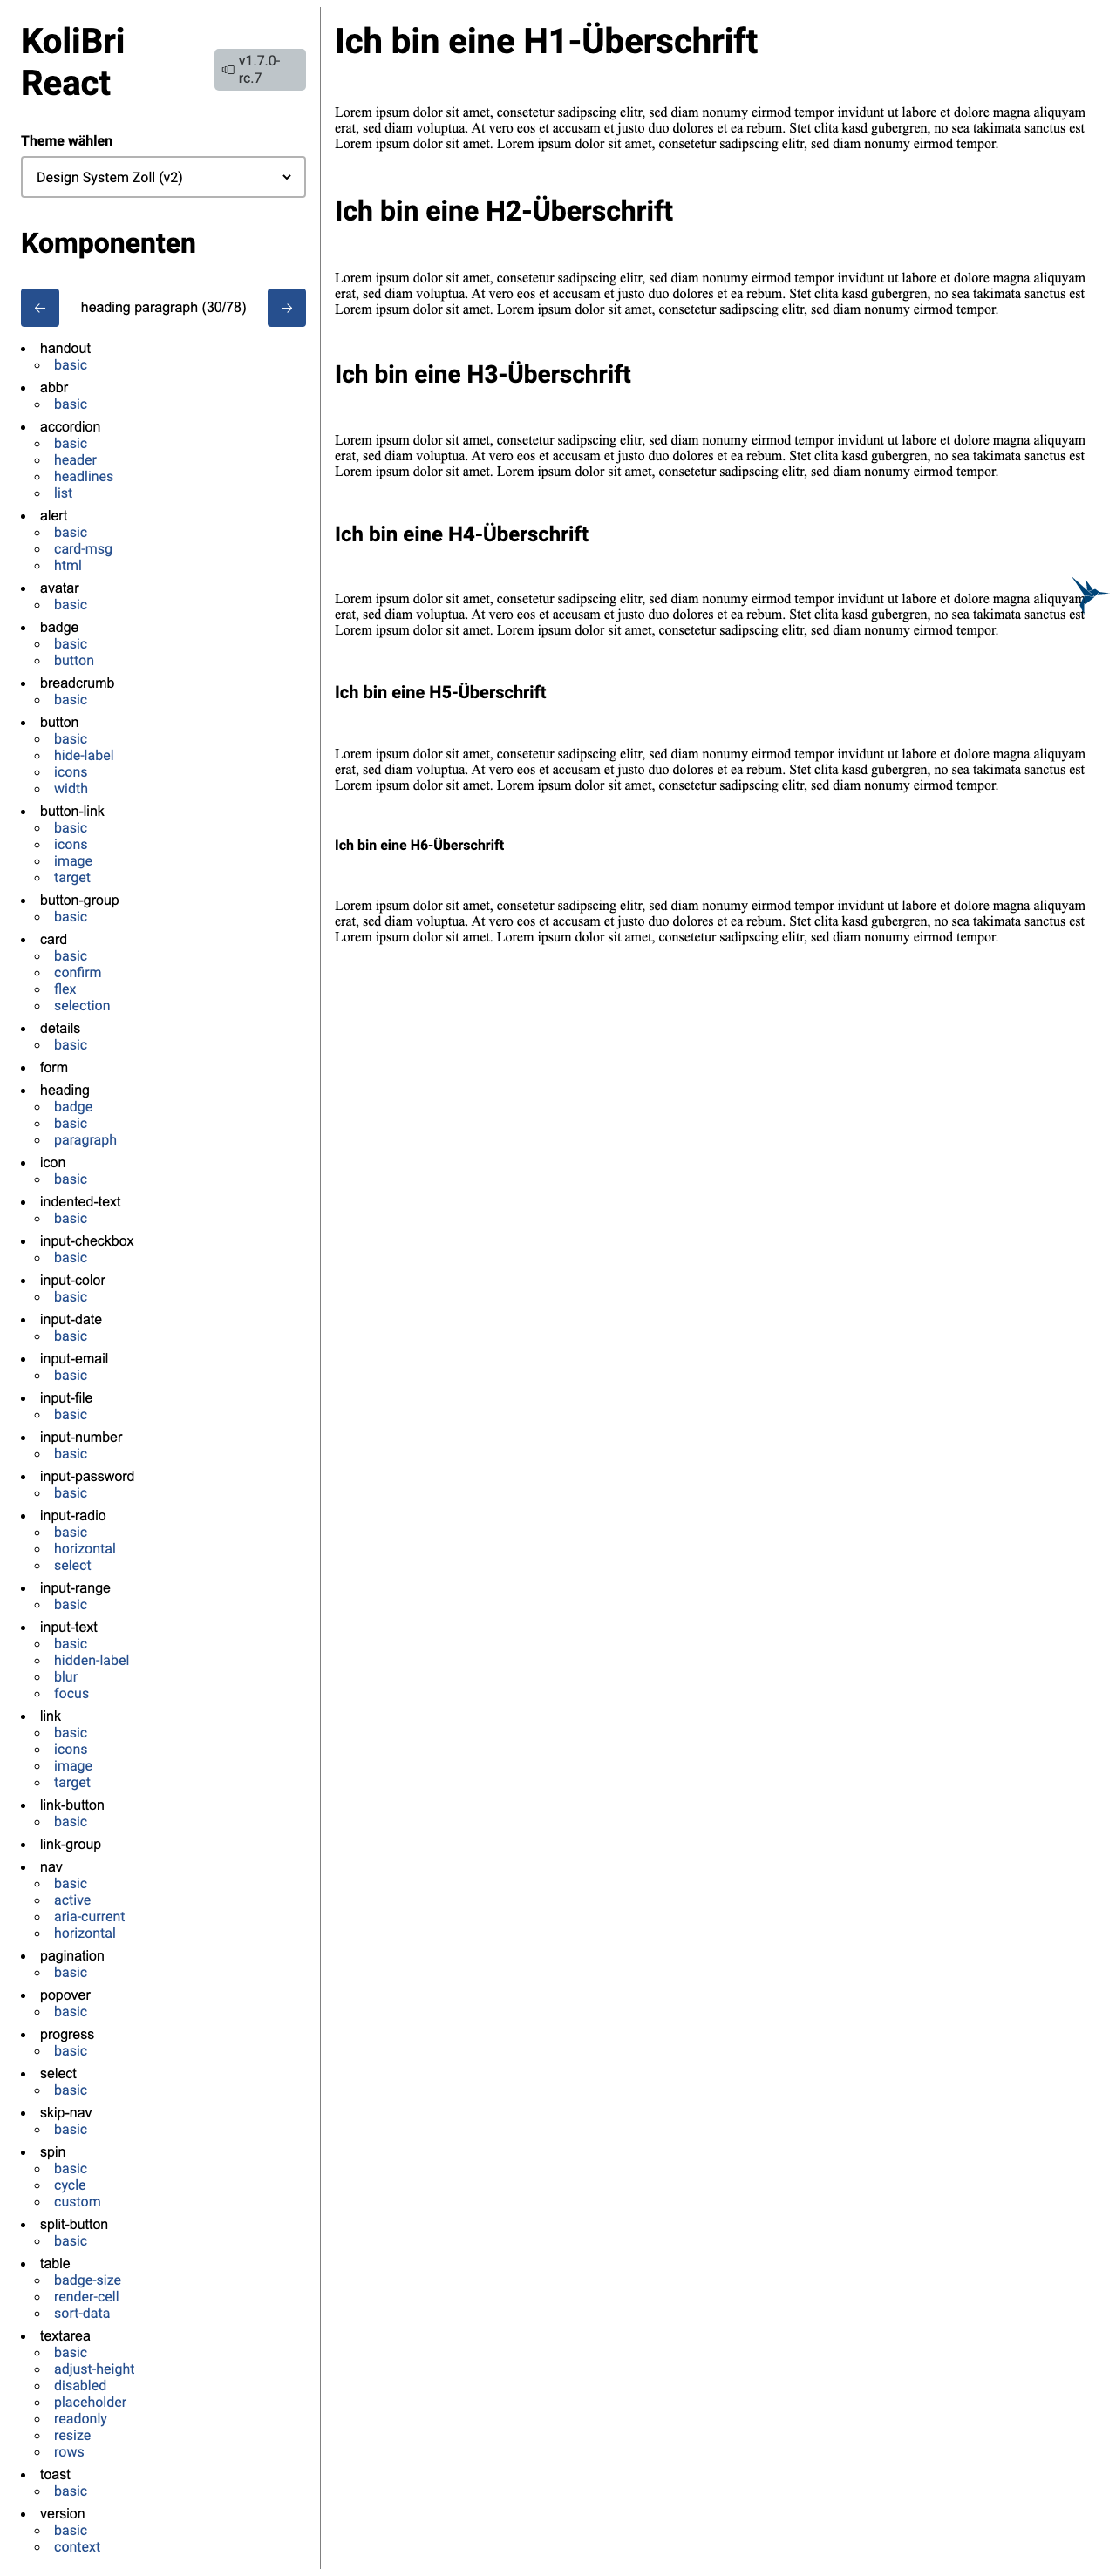 KoliBri
React
v1.7.0-
rc.7
Theme wählen
Design System Zoll (v2)
Komponenten
heading paragraph (30/78)
handout
basic
abbr
basic
accordion
basic
header
headlines
list
alert
basic
card-msg
html
avatar
basic
badge
basic
button
breadcrumb
basic
button
basic
hide-label
icons
width
button-link
basic
icons
image
target
button-group
basic
card
basic
confirm
flex
selection
details
basic
form
heading
badge
basic
paragraph
icon
basic
indented-text
basic
input-checkbox
basic
input-color
basic
input-date
basic
input-email
basic
input-file
basic
input-number
basic
input-password
basic
input-radio
basic
horizontal
select
input-range
basic
input-text
basic
hidden-label
blur
focus
link
basic
icons
image
target
link-button
basic
link-group
nav
basic
active
aria-current
horizontal
pagination
basic
popover
basic
progress
basic
select
basic
skip-nav
basic
spin
basic
cycle
custom
split-button
basic
table
badge-size
render-cell
sort-data
textarea
basic
adjust-height
disabled
placeholder
readonly
resize
rows
toast
basic
version
basic
context
Ich bin eine H1-Überschrift
Lorem ipsum dolor sit amet, consetetur sadipscing elitr, sed diam nonumy eirmod tempor invidunt ut labore et dolore magna aliquyam
erat, sed diam voluptua. At vero eos et accusam et justo duo dolores et ea rebum. Stet clita kasd gubergren, no sea takimata sanctus est
Lorem ipsum dolor sit amet. Lorem ipsum dolor sit amet, consetetur sadipscing elitr, sed diam nonumy eirmod tempor.
Ich bin eine H2-Überschrift
Lorem ipsum dolor sit amet, consetetur sadipscing elitr, sed diam nonumy eirmod tempor invidunt ut labore et dolore magna aliquyam
erat, sed diam voluptua. At vero eos et accusam et justo duo dolores et ea rebum. Stet clita kasd gubergren, no sea takimata sanctus est
Lorem ipsum dolor sit amet. Lorem ipsum dolor sit amet, consetetur sadipscing elitr, sed diam nonumy eirmod tempor.
Ich bin eine H3-Überschrift
Lorem ipsum dolor sit amet, consetetur sadipscing elitr, sed diam nonumy eirmod tempor invidunt ut labore et dolore magna aliquyam
erat, sed diam voluptua. At vero eos et accusam et justo duo dolores et ea rebum. Stet clita kasd gubergren, no sea takimata sanctus est
Lorem ipsum dolor sit amet. Lorem ipsum dolor sit amet, consetetur sadipscing elitr, sed diam nonumy eirmod tempor.
Ich bin eine H4-Überschrift
Lorem ipsum dolor sit amet, consetetur sadipscing elitr, sed diam nonumy eirmod tempor invidunt ut labore et dolore magna aliquyam
erat, sed diam voluptua. At vero eos et accusam et justo duo dolores et ea rebum. Stet clita kasd gubergren, no sea takimata sanctus est
Lorem ipsum dolor sit amet. Lorem ipsum dolor sit amet, consetetur sadipscing elitr, sed diam nonumy eirmod tempor.
Ich bin eine H5-Überschrift
Lorem ipsum dolor sit amet, consetetur sadipscing elitr, sed diam nonumy eirmod tempor invidunt ut labore et dolore magna aliquyam
erat, sed diam voluptua. At vero eos et accusam et justo duo dolores et ea rebum. Stet clita kasd gubergren, no sea takimata sanctus est
Lorem ipsum dolor sit amet. Lorem ipsum dolor sit amet, consetetur sadipscing elitr, sed diam nonumy eirmod tempor.
Ich bin eine H6-Überschrift
Lorem ipsum dolor sit amet, consetetur sadipscing elitr, sed diam nonumy eirmod tempor invidunt ut labore et dolore magna aliquyam
erat, sed diam voluptua. At vero eos et accusam et justo duo dolores et ea rebum. Stet clita kasd gubergren, no sea takimata sanctus est
Lorem ipsum dolor sit amet. Lorem ipsum dolor sit amet, consetetur sadipscing elitr, sed diam nonumy eirmod tempor.